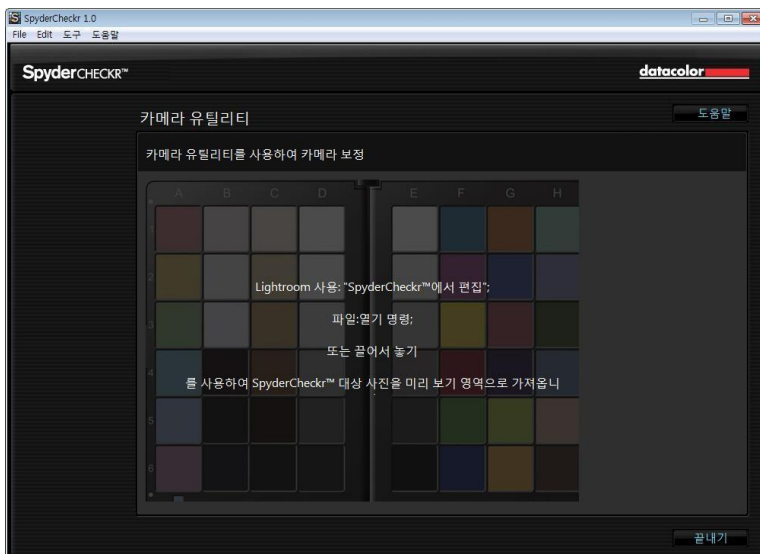 SpyderCheckr 1.0
File Edit 도구 도움말
SpyderCHECKR™ datacolor
카메라 유틸리티 도움말
카메라 유틸리티를 사용하여 카메라 보정
A B C D E F G H
1
2
Lightroom 사용: "SpyderCheckr™에서 편집";
파일:열기 명령;
3
또는 끌어서 놓기
4
를 사용하여 SpyderCheckr™ 대상 사진을 미리 보기 영역으로 가져옵니
5
6
끝내기